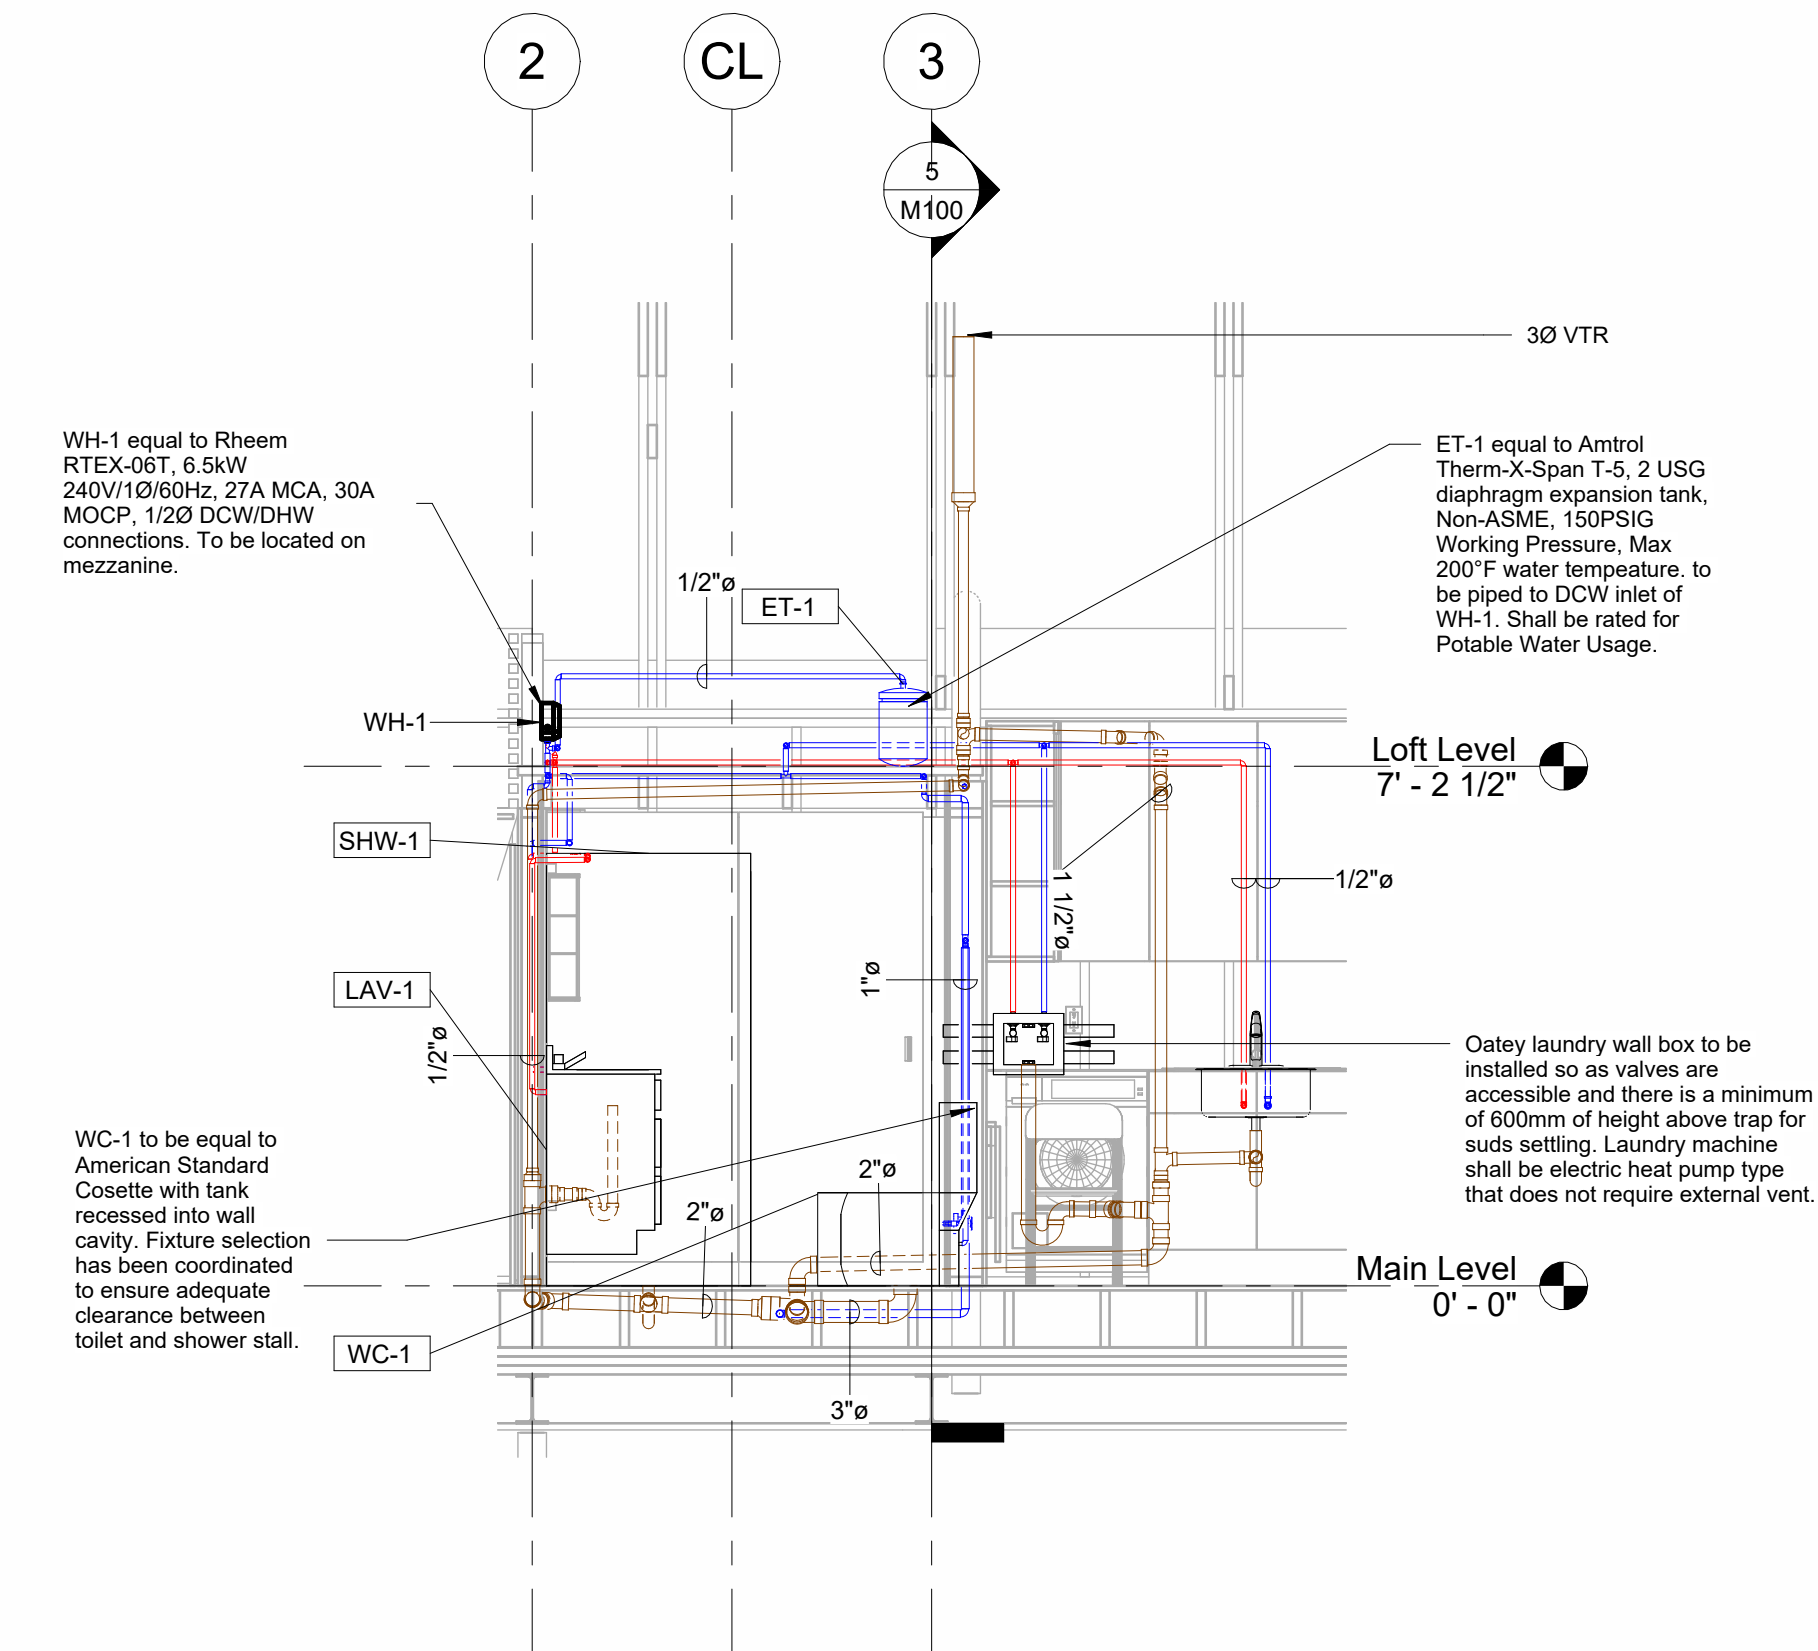 2
CL
3
5
M100
3Ø VTR
WH-1 equal to Rheem
RTEX-06T, 6.5kW
240V/1Ø/60Hz, 27A MCA, 30A
MOCP, 1/2Ø DCW/DHW
connections. To be located on
mezzanine.
ET-1 equal to Amtrol
Therm-X-Span T-5, 2 USG
diaphragm expansion tank,
Non-ASME, 150PSIG
Working Pressure, Max
200°F water tempeature. to
be piped to DCW inlet of
WH-1. Shall be rated for
Potable Water Usage.
1/2"ø
ET-1
WH-1
Loft Level
7' - 2 1/2"
SHW-1
1 1/2"ø
1/2"ø
LAV-1
1"ø
1/2"ø
Oatey laundry wall box to be
installed so as valves are
accessible and there is a minimum
of 600mm of height above trap for
suds settling. Laundry machine
shall be electric heat pump type
that does not require external vent.
WC-1 to be equal to
American Standard
Cosette with tank
recessed into wall
cavity. Fixture selection
has been coordinated
to ensure adequate
clearance between
toilet and shower stall.
2"ø
2"ø
Main Level
0' - 0"
WC-1
3"ø